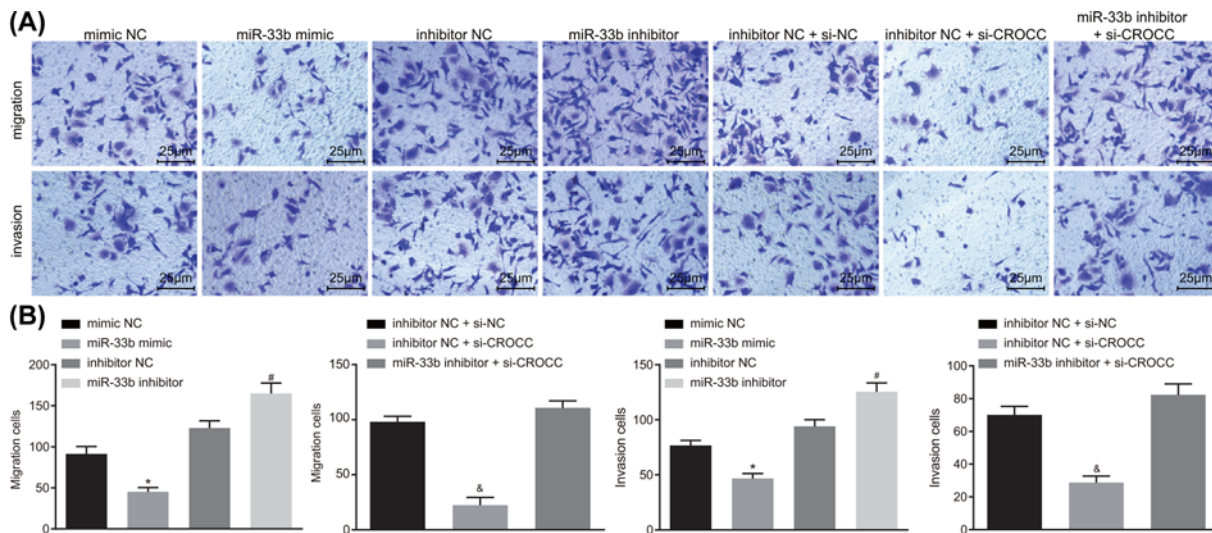 (A)
mimic NC
miR-33b mimic
inhibitor NC
miR-33b inhibitor
inhibitor NC + si-NC
inhibitor NC + si-CROCC
miR-33b inhibitor
+ si-CROCC
migration
25µm
25µm
25µm
25µm
25µm
25µm
25µm
invasion
25µm
25µm
25µm
25µm
25µm
25µm
25µm
(B)
mimic NC
miR-33b mimic
inhibitor NC
miR-33b inhibitor
Migration cells
200
150
100
50
0
*
#
inhibitor NC + si-NC
inhibitor NC + si-CROCC
miR-33b inhibitor + si-CROCC
Migration cells
150
100
50
0
&
mimic NC
miR-33b mimic
inhibitor NC
miR-33b inhibitor
Invasion cells
150
100
50
0
*
#
inhibitor NC + si-NC
inhibitor NC + si-CROCC
miR-33b inhibitor + si-CROCC
Invasion cells
100
80
60
40
20
0
&